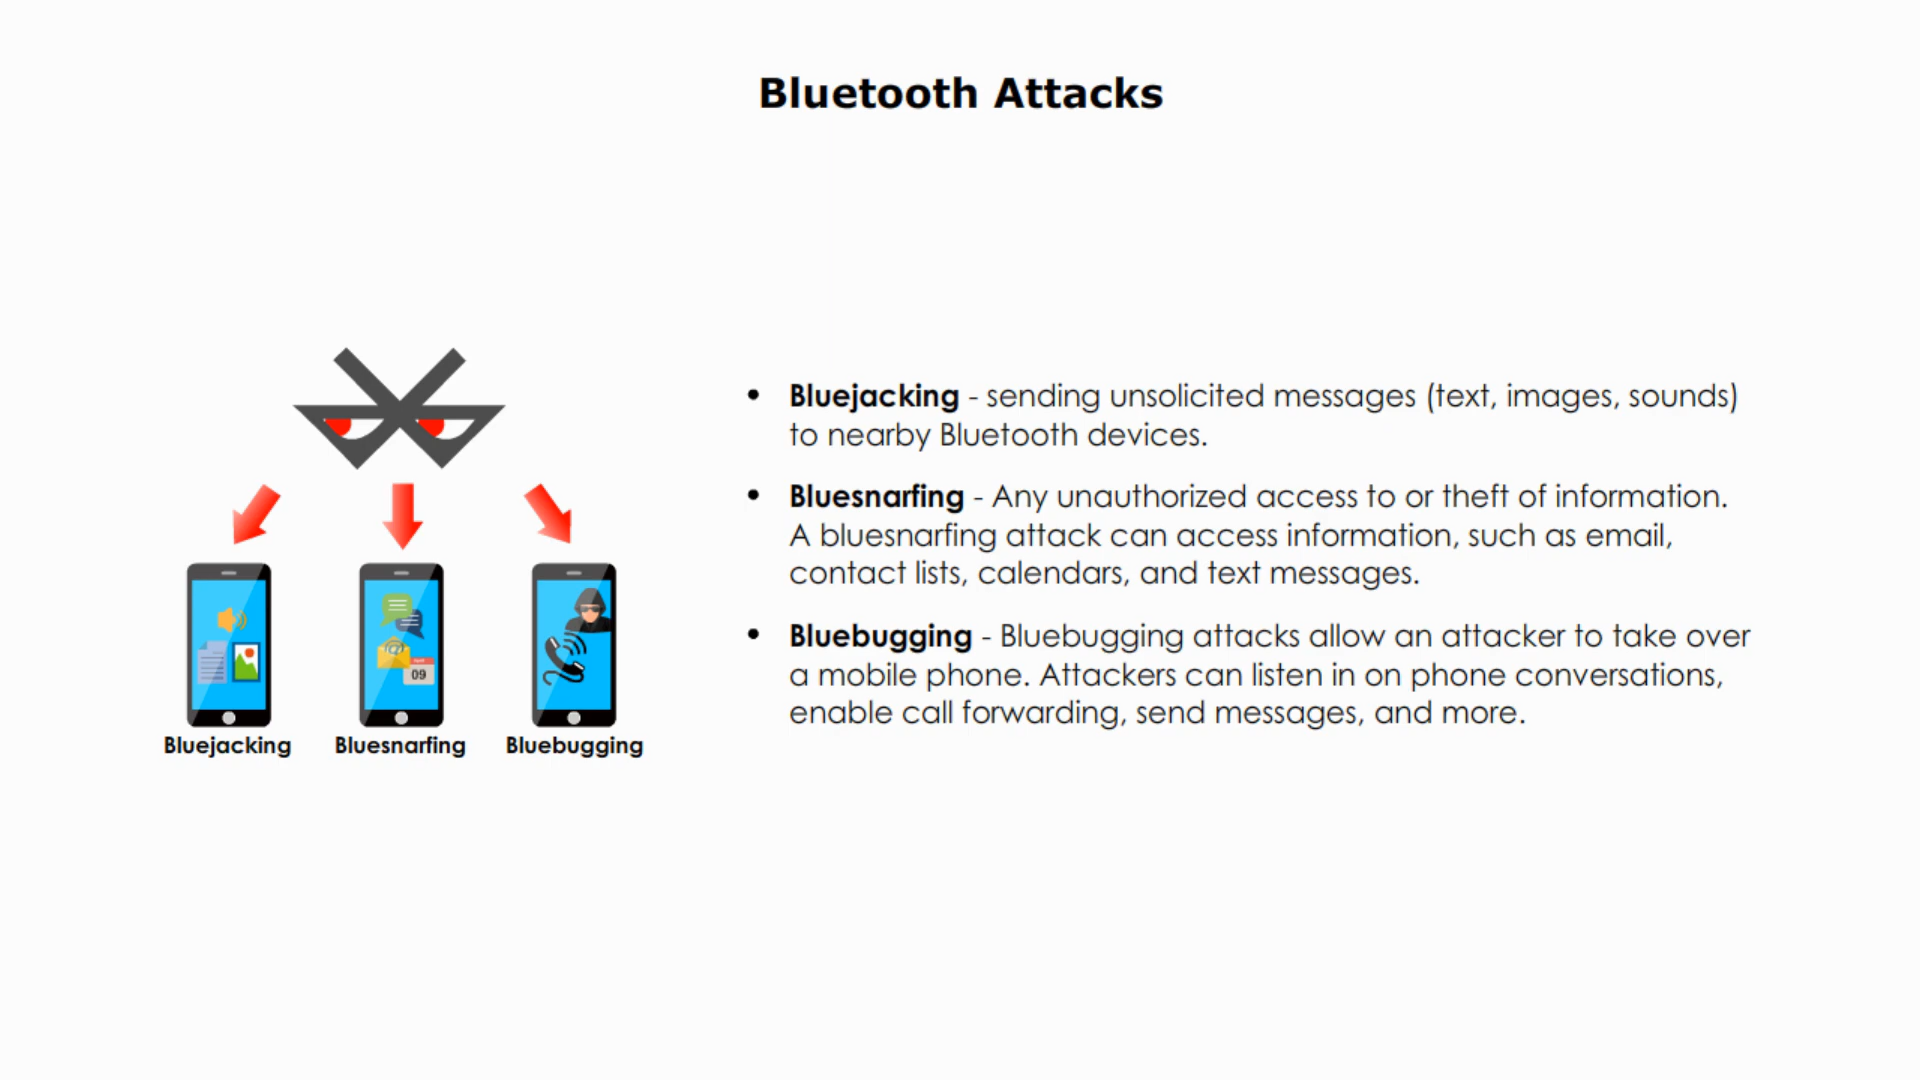 Bluetooth Attacks
• Bluejacking - sending unsolicited messages (text, images, sounds)
to nearby Bluetooth devices.
• Bluesnarfing - Any unauthorized access to or theft of information.
A bluesnarfing attack can access information, such as email,
contact lists, calendars, and text messages.
• Bluebugging - Bluebugging attacks allow an attacker to take over
a mobile phone. Attackers can listen in on phone conversations,
enable call forwarding, send messages, and more.
@
09
Bluejacking Bluesnarfing Bluebugging